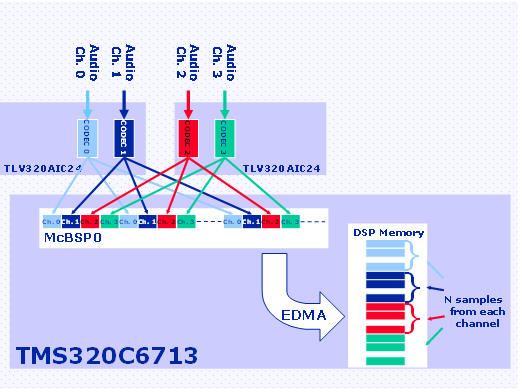 Audio Ch. 0
Audio Ch. 1
Audio Ch. 2
Audio Ch. 3
CODEC 0
CODEC 1
CODEC 2
CODEC 3
TLV320AIC24
TLV320AIC24
Ch. 0 Ch. 1 Ch. 2 Ch. 3 Ch. 0 Ch. 1 Ch. 2 Ch. 3 Ch. 0 Ch. 1 Ch. 2 Ch. 3
McBSP0
DSP Memory
N samples
from each
channel
EDMA
TMS320C6713